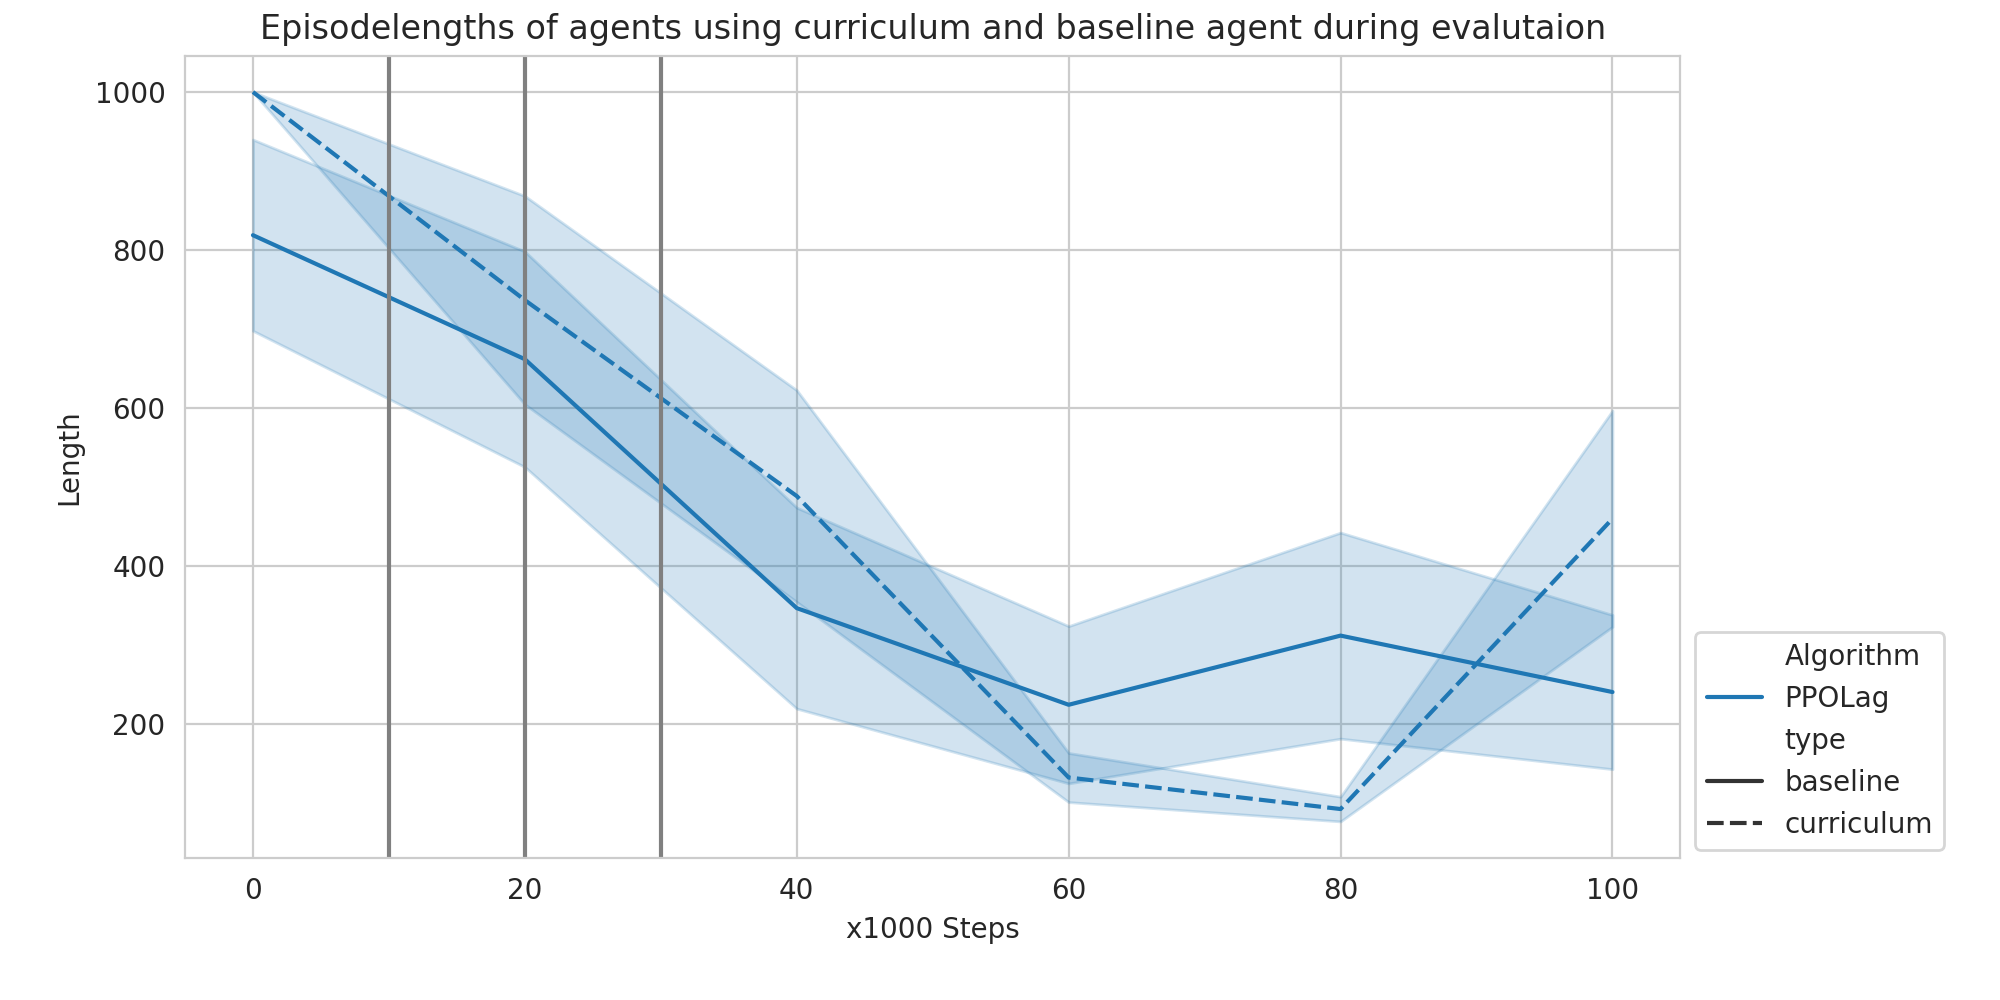 Episodelengths of agents using curriculum and baseline agent during evalutaion
1000
800
600
400
200
Length
0 20 40 60 80 100
x1000 Steps
Algorithm
PPOLag
type
baseline
curriculum